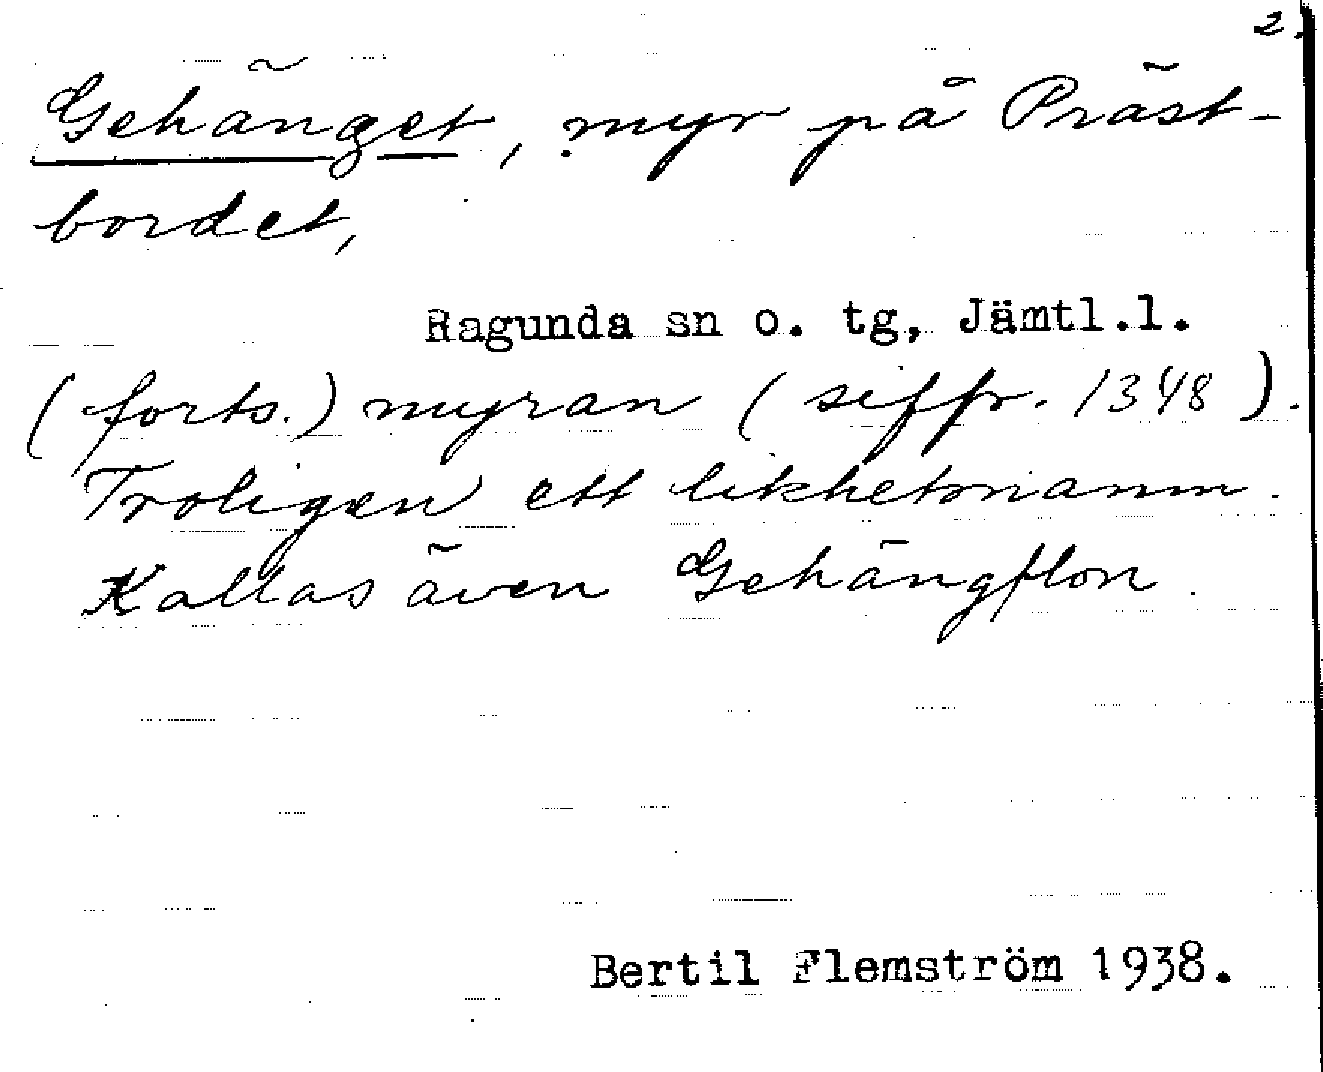 2.
Gehänget, myr på Präst-
bordet,
Ragunda sn o. tg, Jämtl.l.
(forts.) myran (siffr. 1348).
Troligen ett likhetsnamn.
Kallas även Gehängflon.
Bertil Flemström 1938.